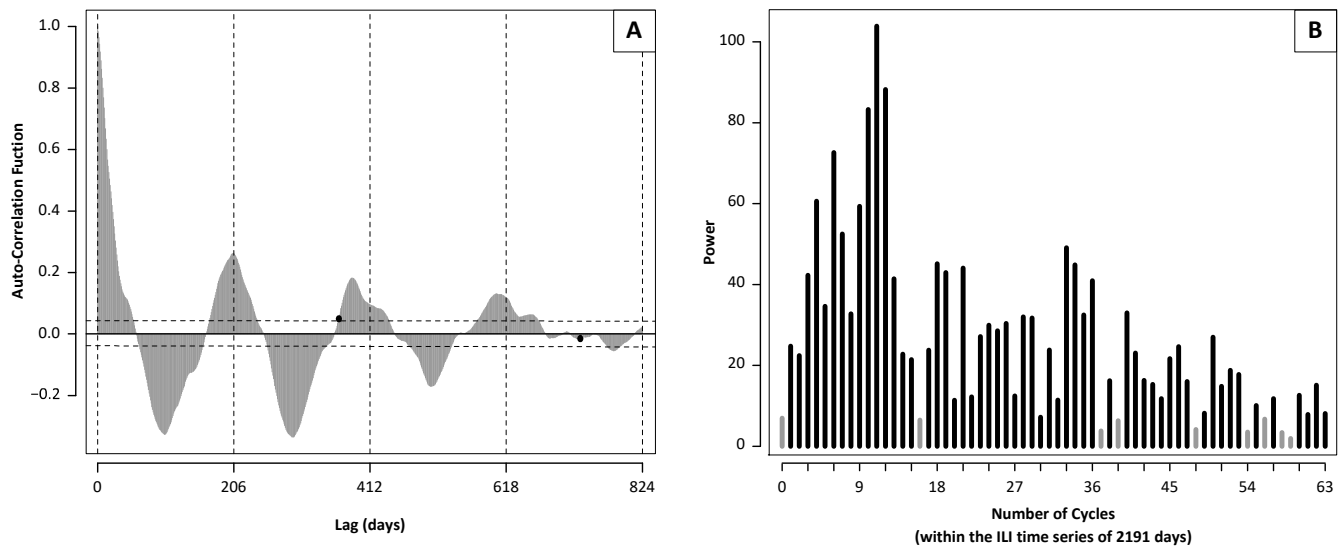 A
1.0
0.8
0.6
0.4
0.2
0.0
−0.2
Auto-Correlation Fuction
0 206 412 618 824
Lag (days)
B
100
80
60
40
20
0
Power
0 9 18 27 36 45 54 63
Number of Cycles
(within the ILI time series of 2191 days)